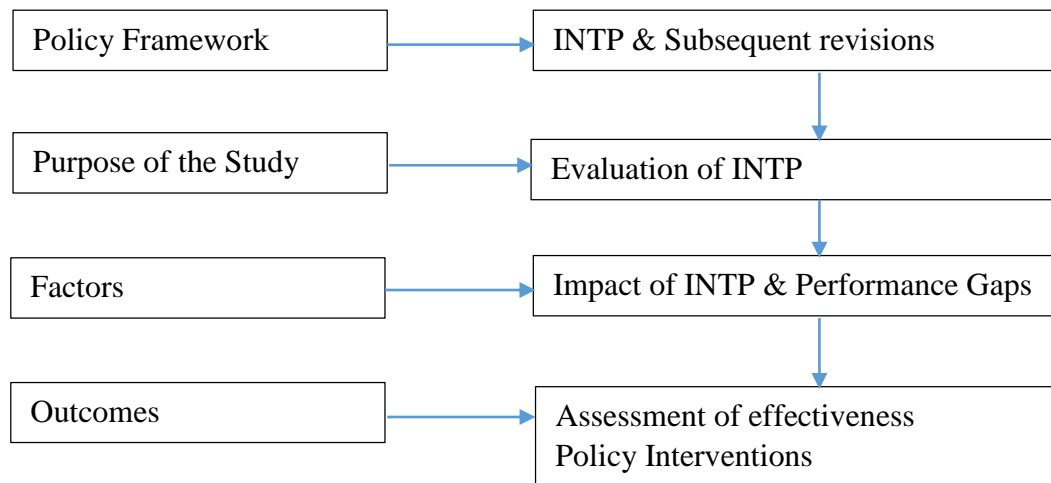 Policy Framework
INTP & Subsequent revisions
Purpose of the Study
Evaluation of INTP
Factors
Impact of INTP & Performance Gaps
Outcomes
Assessment of effectiveness
Policy Interventions